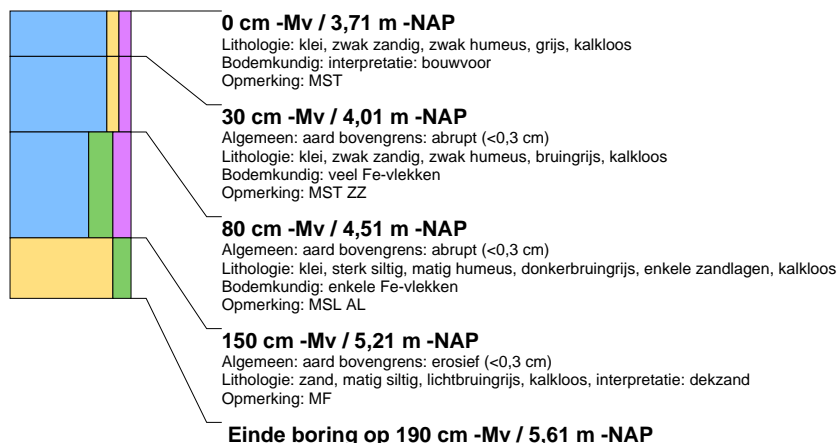 0 cm -Mv / 3,71 m -NAP
Lithologie: klei, zwak zandig, zwak humeus, grijs, kalkloos
Bodemkundig: interpretatie: bouwvoor
Opmerking: MST
30 cm -Mv / 4,01 m -NAP
Algemeen: aard bovengrens: abrupt (<0,3 cm)
Lithologie: klei, zwak zandig, zwak humeus, bruingrijs, kalkloos
Bodemkundig: veel Fe-vlekken
Opmerking: MST ZZ
80 cm -Mv / 4,51 m -NAP
Algemeen: aard bovengrens: abrupt (<0,3 cm)
Lithologie: klei, sterk siltig, matig humeus, donkerbruingrijs, enkele zandlagen, kalkloos
Bodemkundig: enkele Fe-vlekken
Opmerking: MSL AL
150 cm -Mv / 5,21 m -NAP
Algemeen: aard bovengrens: erosief (<0,3 cm)
Lithologie: zand, matig siltig, lichtbruingrijs, kalkloos, interpretatie: dekzand
Opmerking: MF
Einde boring op 190 cm -Mv / 5,61 m -NAP